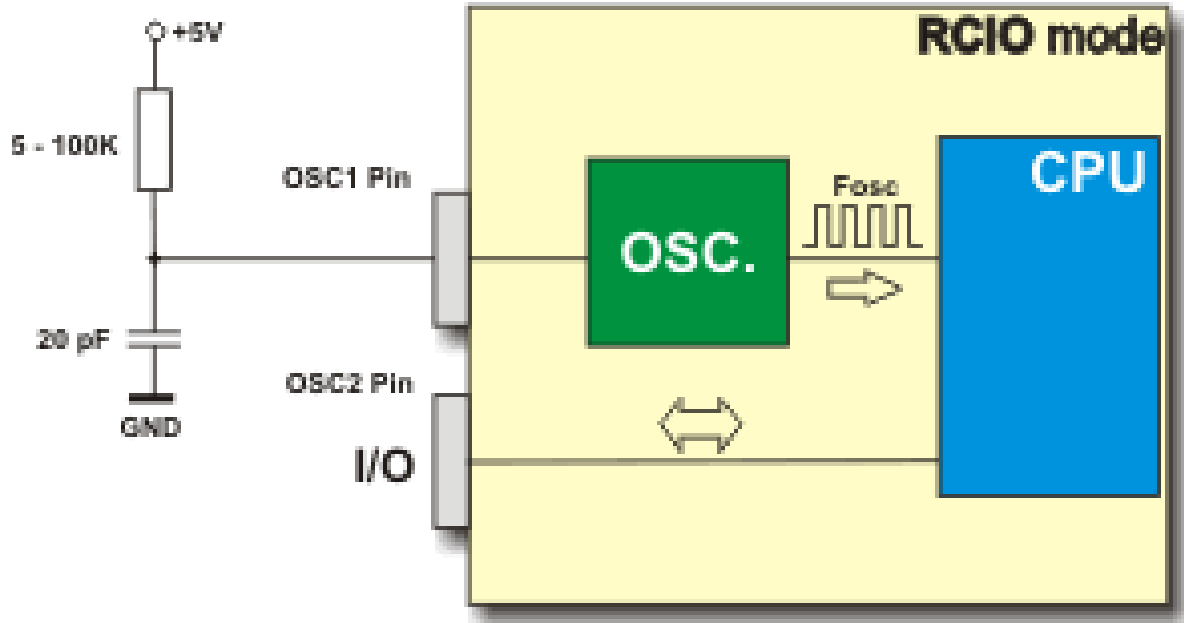 +5V
RCIO mode
5 - 100K
OSC1 Pin
CPU
Fosc
OSC.
20 pF
OSC2 Pin
GND
I/O